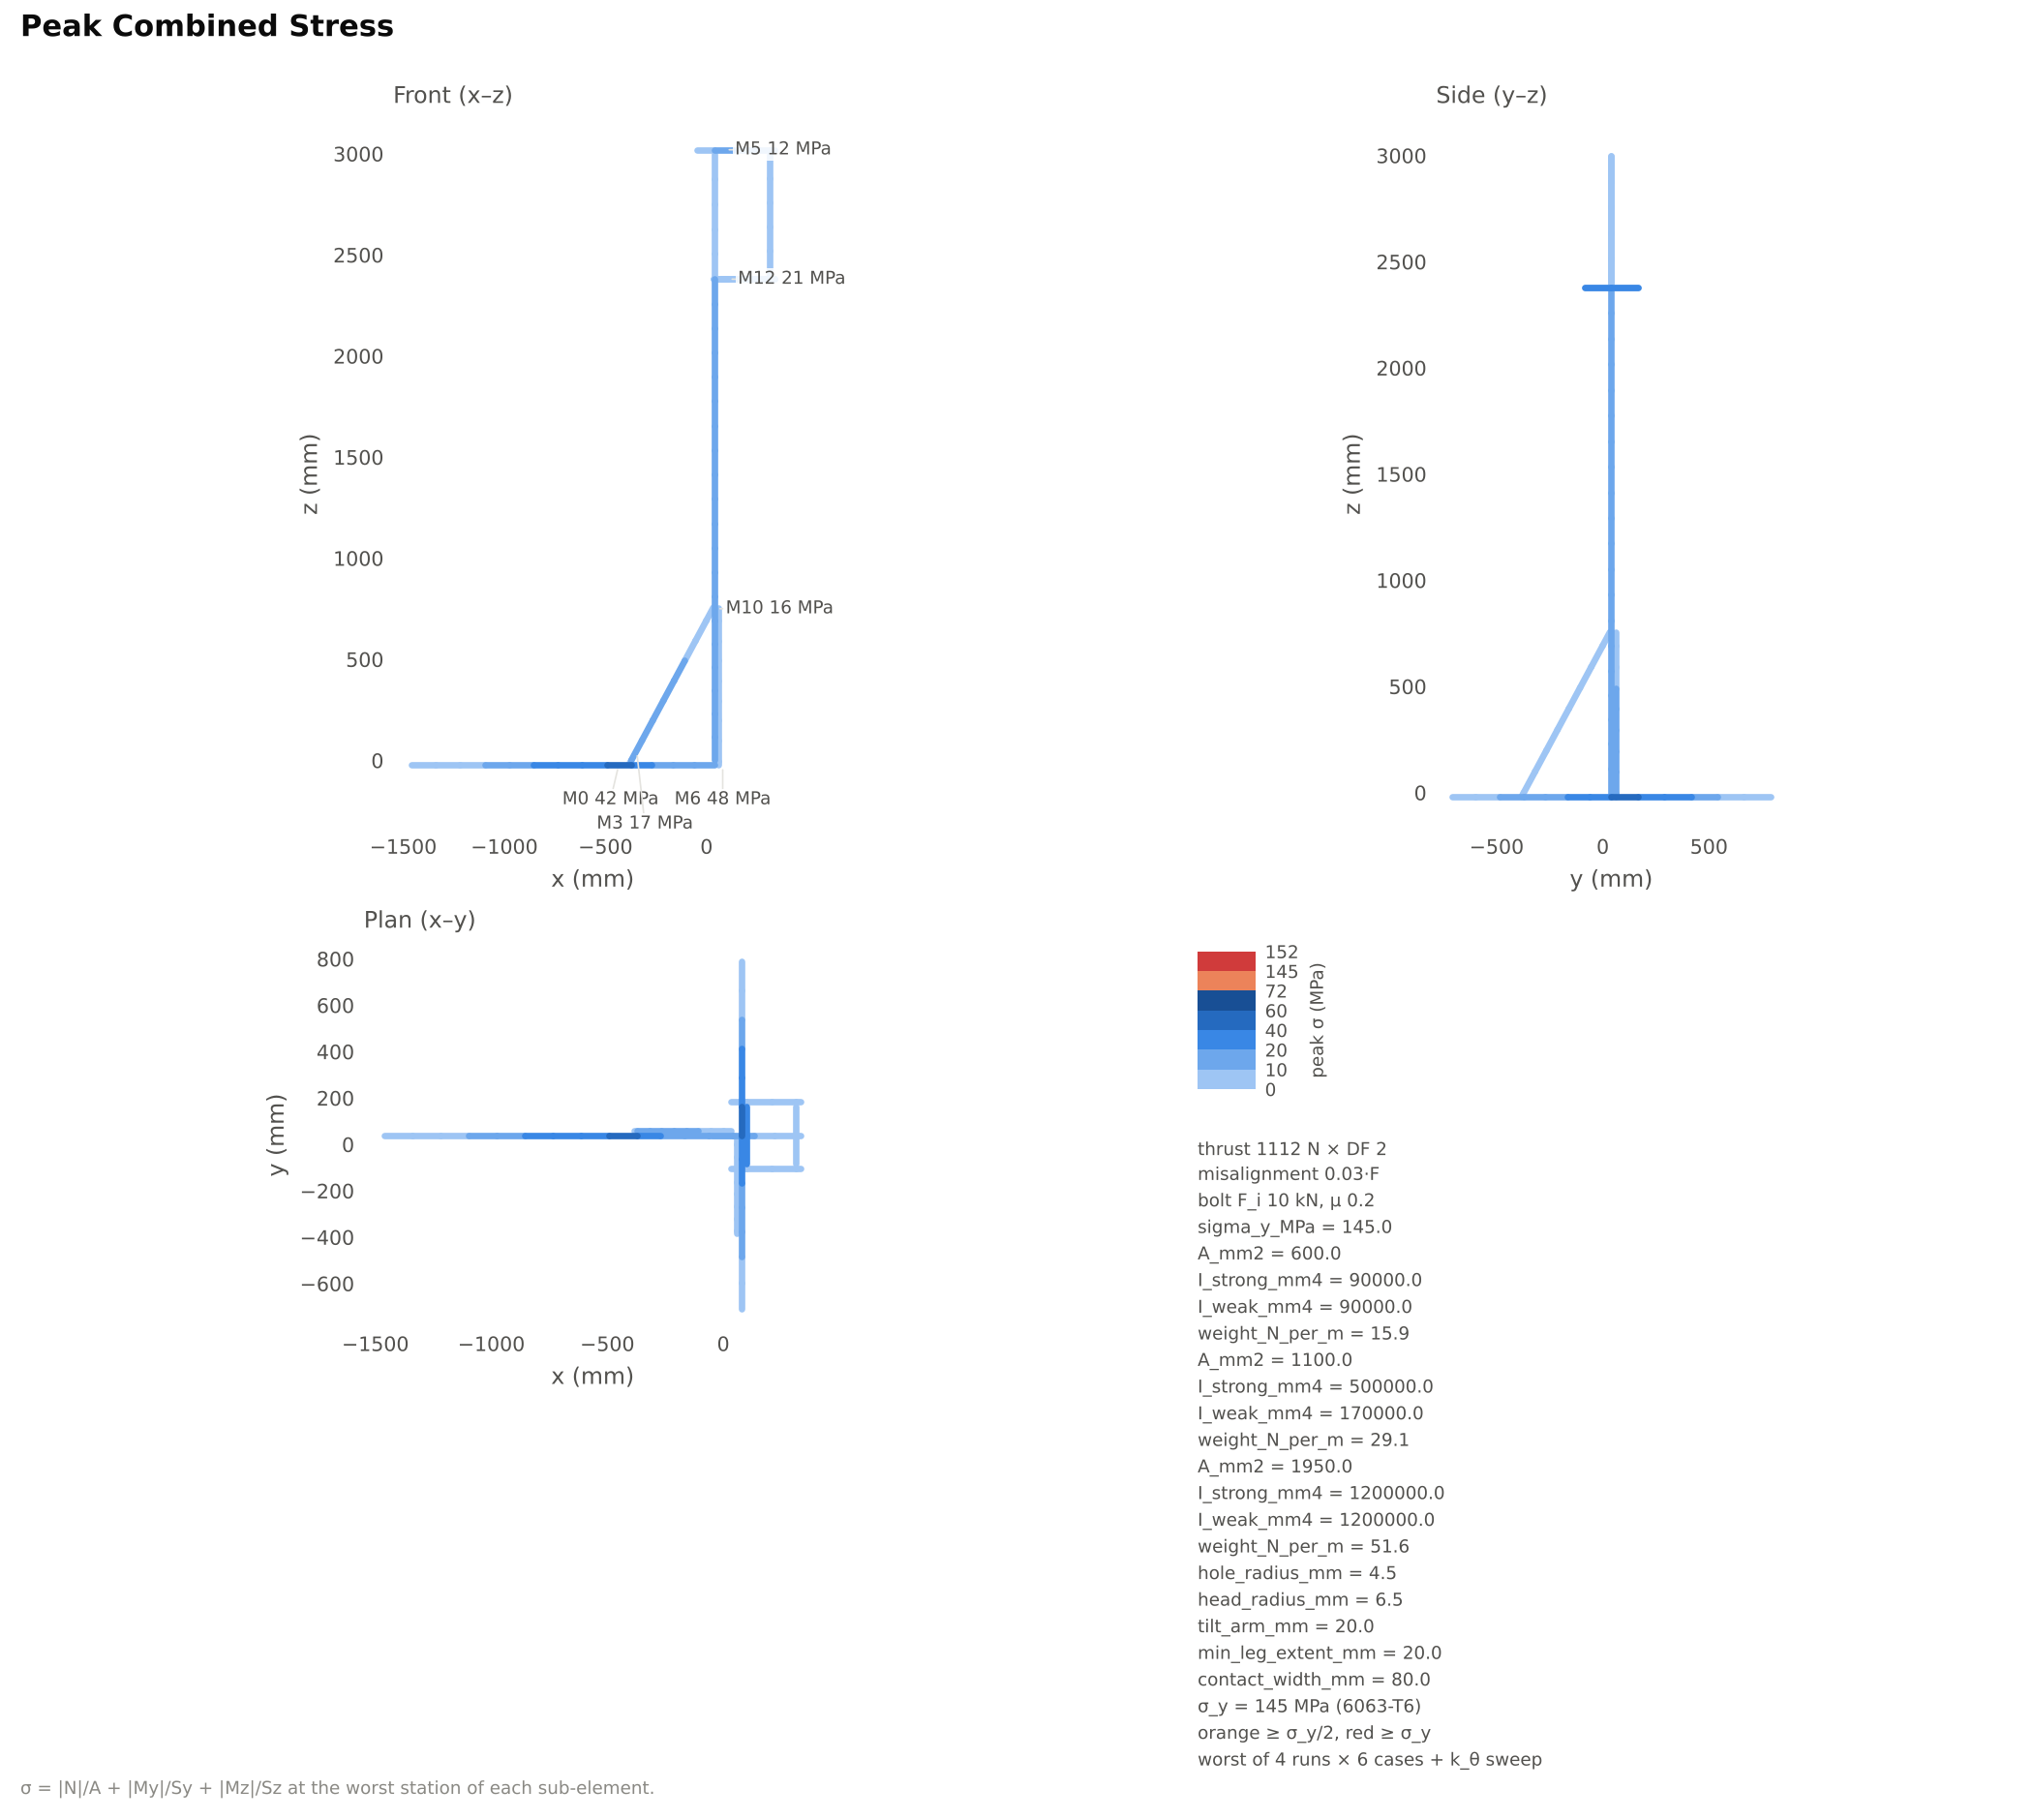 Peak Combined Stress
Front (x–z)
3000
2500
2000
1500
1000
500
0
z (mm)
M5 12 MPa
M12 21 MPa
M10 16 MPa
M0 42 MPa
M6 48 MPa
M3 17 MPa
−1500
−1000
−500
0
x (mm)
Side (y–z)
3000
2500
2000
1500
1000
500
0
z (mm)
−500
0
500
y (mm)
Plan (x–y)
800
600
400
200
0
−200
−400
−600
y (mm)
−1500
−1000
−500
0
x (mm)
152
145
72
60
40
20
10
0
peak σ (MPa)
thrust 1112 N × DF 2
misalignment 0.03·F
bolt F_i 10 kN, μ 0.2
sigma_y_MPa = 145.0
A_mm2 = 600.0
I_strong_mm4 = 90000.0
I_weak_mm4 = 90000.0
weight_N_per_m = 15.9
A_mm2 = 1100.0
I_strong_mm4 = 500000.0
I_weak_mm4 = 170000.0
weight_N_per_m = 29.1
A_mm2 = 1950.0
I_strong_mm4 = 1200000.0
I_weak_mm4 = 1200000.0
weight_N_per_m = 51.6
hole_radius_mm = 4.5
head_radius_mm = 6.5
tilt_arm_mm = 20.0
min_leg_extent_mm = 20.0
contact_width_mm = 80.0
σ_y = 145 MPa (6063-T6)
orange ≥ σ_y/2, red ≥ σ_y
worst of 4 runs × 6 cases + k_θ sweep
σ = |N|/A + |My|/Sy + |Mz|/Sz at the worst station of each sub-element.